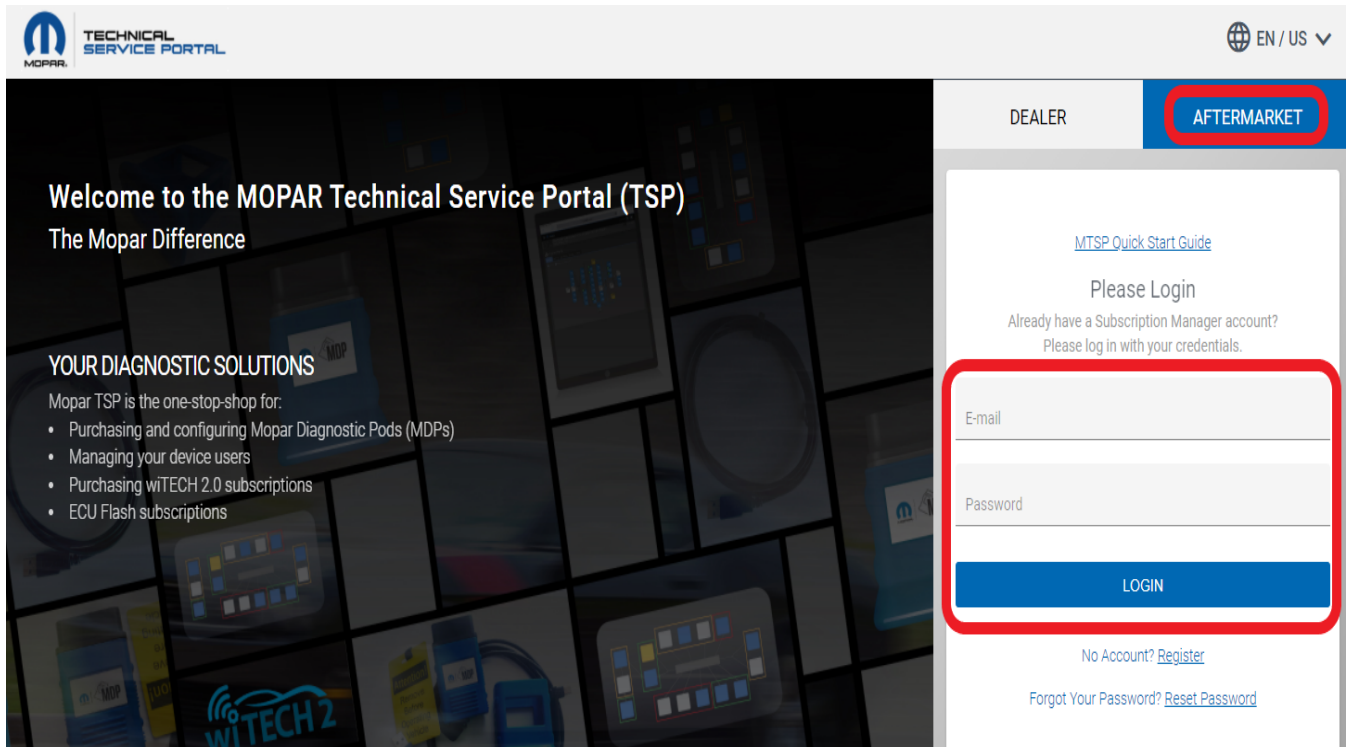 MOPAR.
TECHNICAL
SERVICE PORTAL
EN / US
DEALER
AFTERMARKET
Welcome to the MOPAR Technical Service Portal (TSP)
The Mopar Difference
YOUR DIAGNOSTIC SOLUTIONS
Mopar TSP is the one-stop-shop for:
• Purchasing and configuring Mopar Diagnostic Pods (MDPs)
• Managing your device users
• Purchasing wiTECH 2.0 subscriptions
• ECU Flash subscriptions
MDP
MDP
MDP
wiTECH 2
MTSP Quick Start Guide
Please Login
Already have a Subscription Manager account?
Please log in with your credentials.
E-mail
Password
LOGIN
No Account? Register
Forgot Your Password? Reset Password